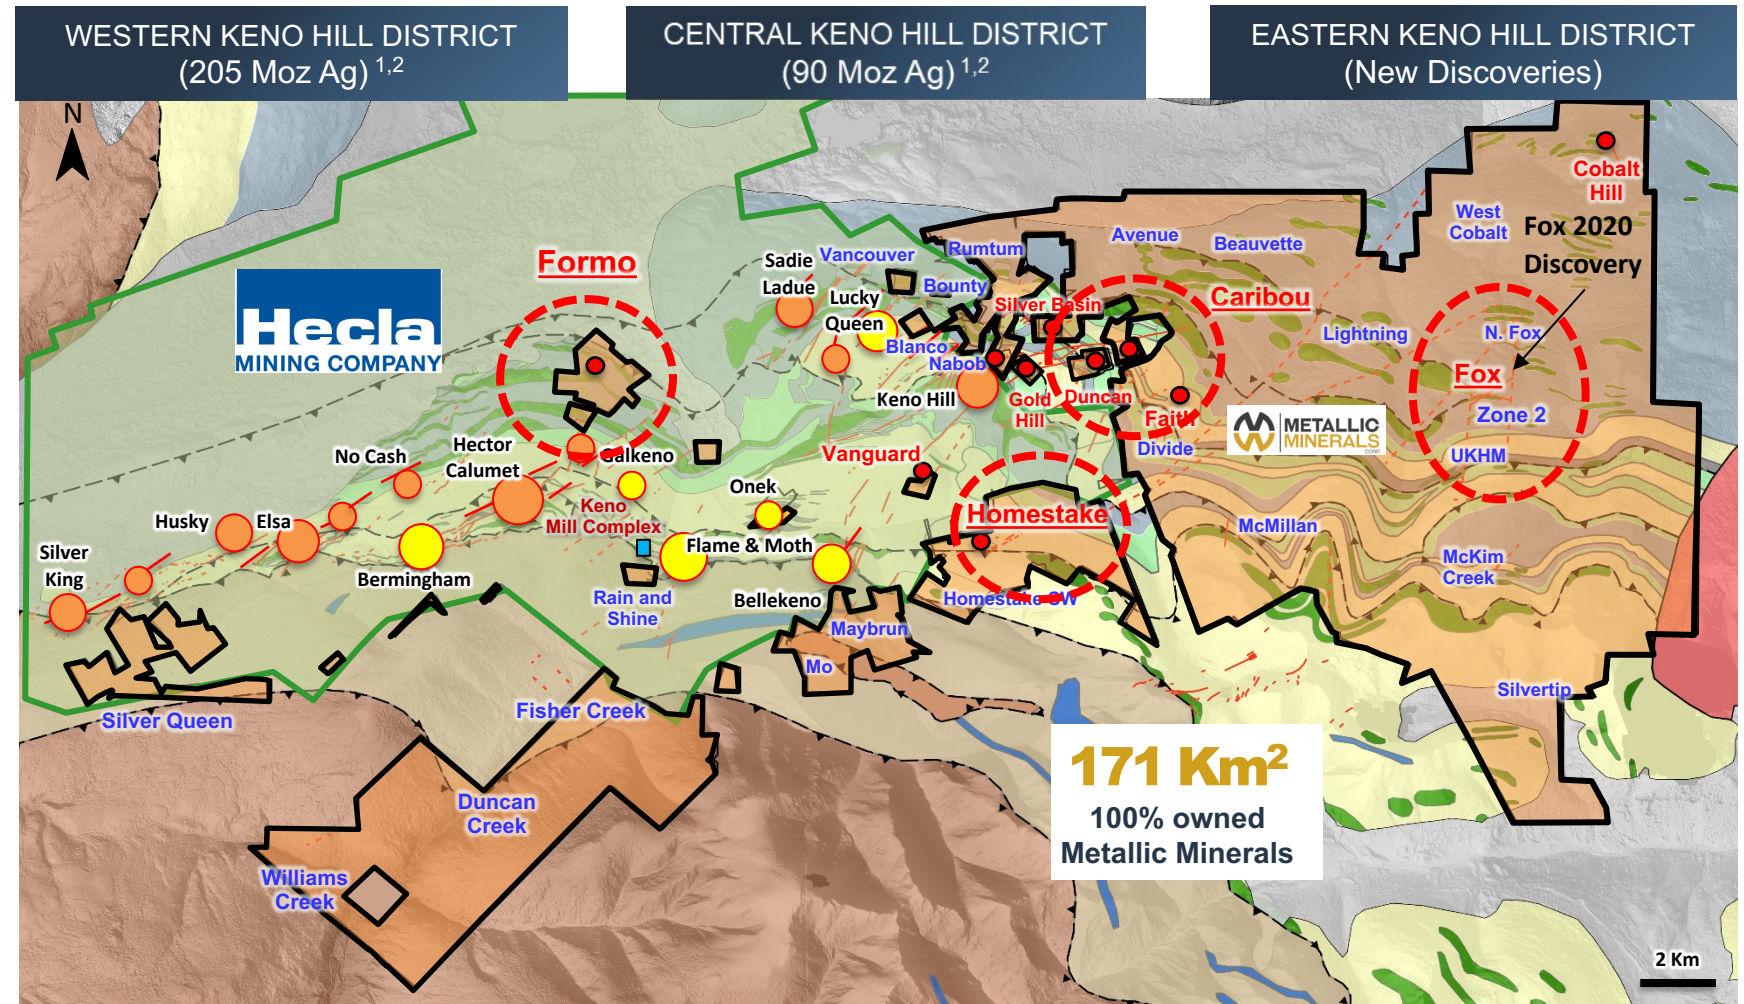 WESTERN KENO HILL DISTRICT
(205 Moz Ag) 1,2
CENTRAL KENO HILL DISTRICT
(90 Moz Ag) 1,2
EASTERN KENO HILL DISTRICT
(New Discoveries)
N
Cobalt
Hill
West
Cobalt
Fox 2020
Discovery
Avenue
Beauvette
Rumtum
Vancouver
Sadie
Ladue
Formo
Hecla
MINING COMPANY
Bounty
Lucky
Queen
Silver Basin
Caribou
Lightning
N. Fox
Blanco
Nabob
Fox
Keno Hill
Gold
Hill
Duncan
Faith
METALLIC
MINERALS
CORP.
Zone 2
Divide
UKHM
Hector
Calumet
No Cash
Galkeno
Vanguard
Onek
Keno
Mill Complex
Homestake
McMillan
Husky
Elsa
Silver
King
Flame & Moth
McKim
Creek
Bermingham
Rain and
Shine
Bellekeno
Homestake SW
Maybrun
Mo
Silvertip
Silver Queen
Fisher Creek
171 Km2
100% owned
Metallic Minerals
Duncan
Creek
Williams
Creek
2 Km